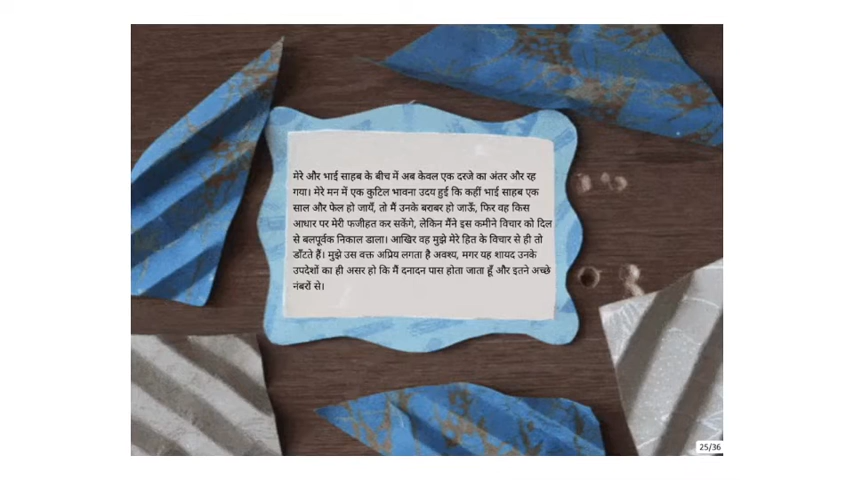 मेरे और भाई साहब के बीच में अब केवल एक दरजे का अंतर और रह
गया। मेरे मन में एक कुटिल भावना उदय हुई कि कहीं भाई साहब एक
साल और फेल हो जायँ, तो मैं उनके बराबर हो जाऊँ, फिर वह किस
आधार पर मेरी फजीहत कर सकेंगे, लेकिन मैंने इस कमीने विचार को दिल
से बलपूर्वक निकाल डाला। आखिर वह मुझे मेरे हित के विचार से ही तो
डाँटते हैं। मुझे उस वक्त अप्रिय लगता है अवश्य, मगर यह शायद उनके
उपदेशों का ही असर हो कि मैं दनादन पास होता जाता हूँ और इतने अच्छे
नंबरों से।
25/36